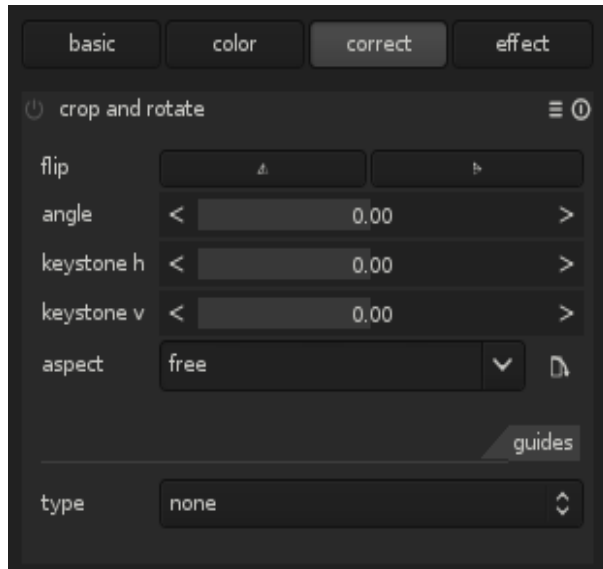 basic color correct effect
crop and rotate
flip
angle < 0.00 >
keystone h < 0.00 >
keystone v < 0.00 >
aspect free
guides
type none